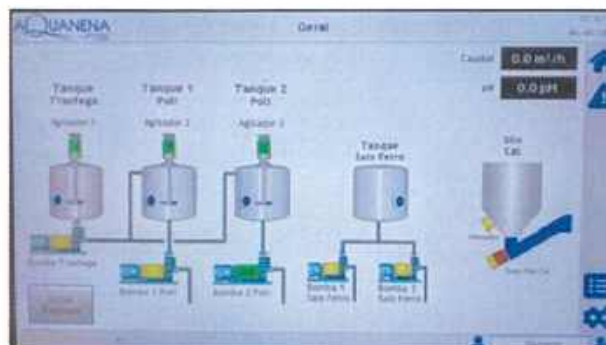 AQUANENA
Geral
Caudal 0.0 m³/h
pH 0.0 pH
Tanque
Trasfega
Tanque 1
Poli
Tanque 2
Poli
Agitador 1
Agitador 2
Agitador 3
Tanque
Sais Ferro
Silo
Cal
Bomba Trasfega
Bomba 1 Poli
Bomba 2 Poli
Bomba 1
Sais Ferro
Bomba 2
Sais Ferro